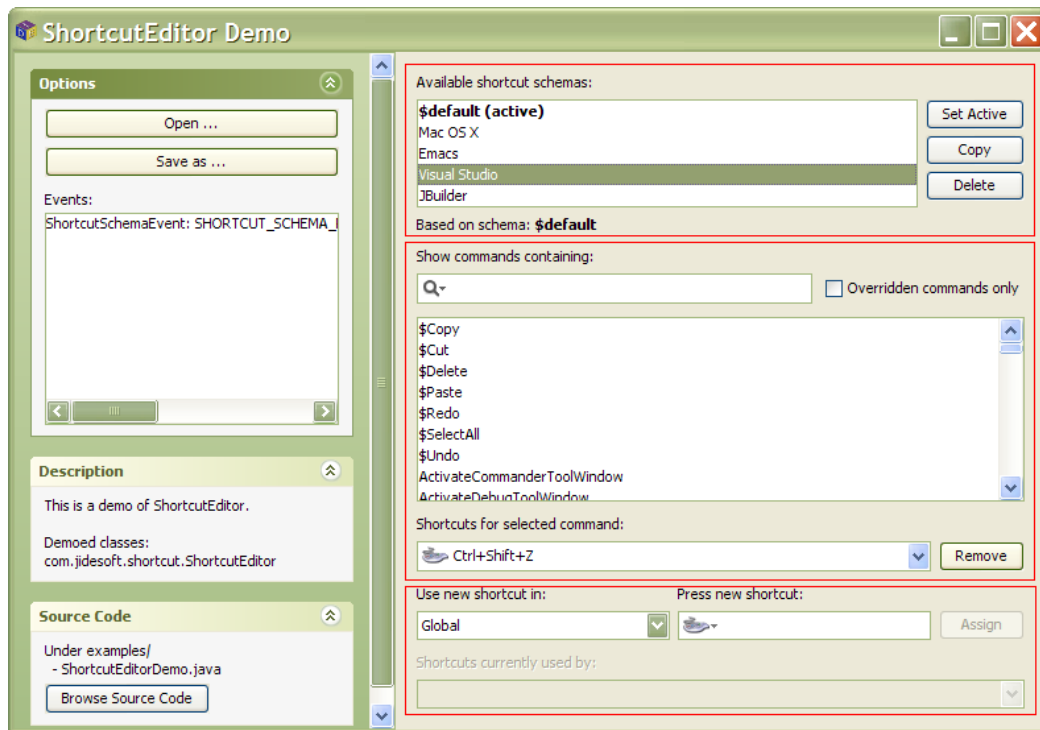 ShortcutEditor Demo
Options
Open ...
Save as ...
Events:
ShortcutSchemaEvent: SHORTCUT_SCHEMA_
Description
This is a demo of ShortcutEditor.
Demoed classes:
com.jidesoft.shortcut.ShortcutEditor
Source Code
Under examples/
- ShortcutEditorDemo.java
Browse Source Code
Available shortcut schemas:
$default (active)
Mac OS X
Emacs
Visual Studio
JBuilder
Set Active
Copy
Delete
Based on schema: $default
Show commands containing:
Overridden commands only
$Copy
$Cut
$Delete
$Paste
$Redo
$SelectAll
$Undo
ActivateCommanderToolWindow
ActivateDebugToolWindow
Shortcuts for selected command:
Ctrl+Shift+Z
Remove
Use new shortcut in:
Press new shortcut:
Global
Assign
Shortcuts currently used by: